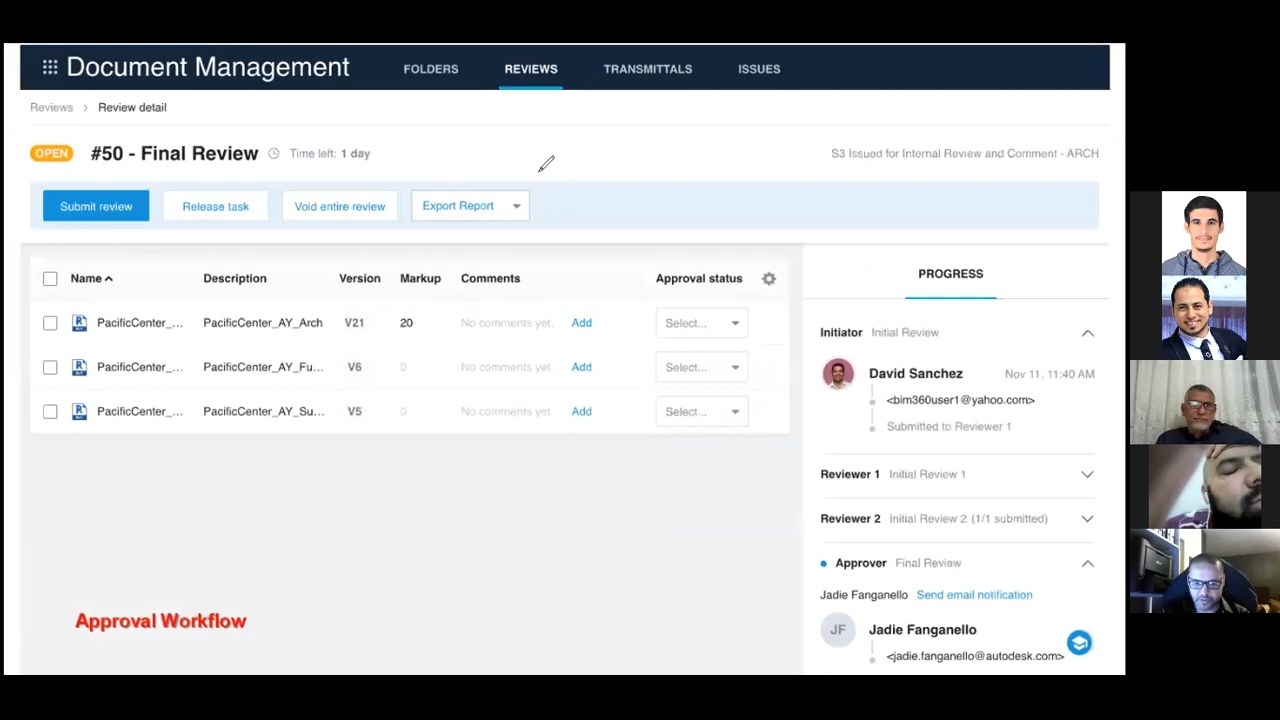 Document Management
FOLDERS REVIEWS TRANSMITTALS ISSUES
Reviews > Review detail
OPEN #50 - Final Review Time left: 1 day S3 Issued for Internal Review and Comment - ARCH
Submit review Release task Void entire review Export Report
Name Description Version Markup Comments Approval status
PacificCenter_... PacificCenter_AY_Arch V21 20 No comments yet. Add Select...
PacificCenter_... PacificCenter_AY_Fu... V6 0 No comments yet. Add Select...
PacificCenter_... PacificCenter_AY_Su... V5 0 No comments yet. Add Select...
PROGRESS
Initiator Initial Review
David Sanchez Nov 11, 11:40 AM
<bim360user1@yahoo.com>
Submitted to Reviewer 1
Reviewer 1 Initial Review 1
Reviewer 2 Initial Review 2 (1/1 submitted)
Approver Final Review
Jadie Fanganello Send email notification
JF Jadie Fanganello
<jadie.fanganello@autodesk.com>
Approval Workflow